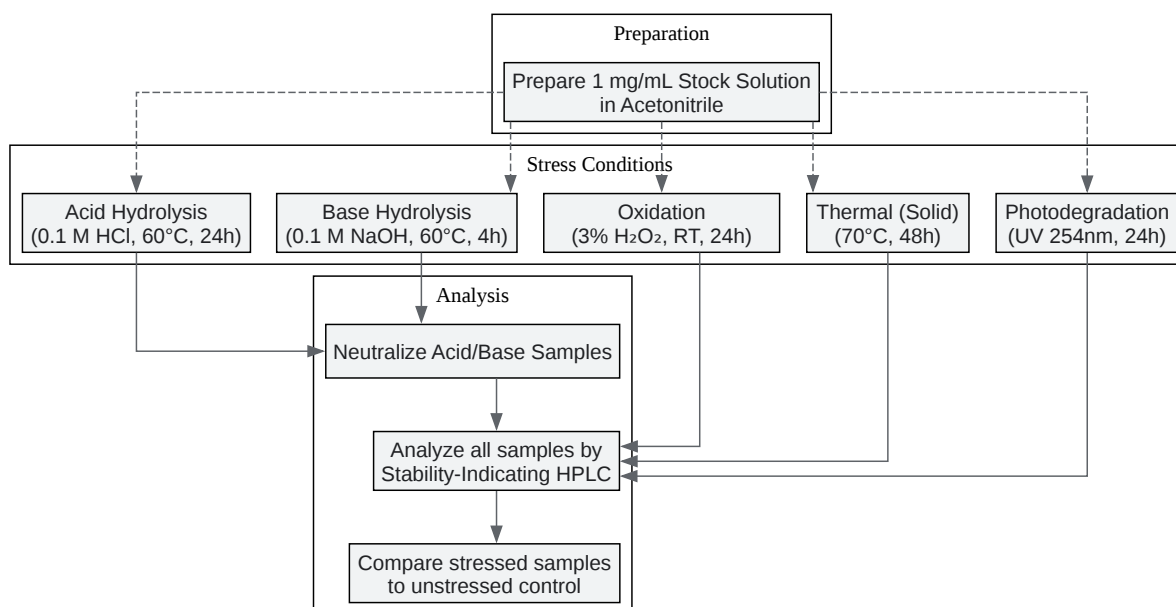 Preparation
Prepare 1 mg/mL Stock Solution
in Acetonitrile
Stress Conditions
Acid Hydrolysis
(0.1 M HCl, 60°C, 24h)
Base Hydrolysis
(0.1 M NaOH, 60°C, 4h)
Oxidation
(3% H₂O₂, RT, 24h)
Thermal (Solid)
(70°C, 48h)
Photodegradation
(UV 254nm, 24h)
Analysis
Neutralize Acid/Base Samples
Analyze all samples by
Stability-Indicating HPLC
Compare stressed samples
to unstressed control